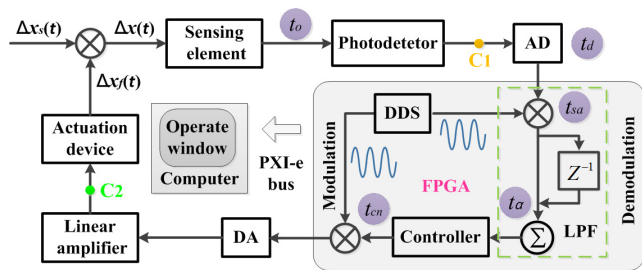 Δxs(t)
Δx(t)
Sensing
element
to
Photodetetor
C1
AD
td
Δxf(t)
Actuation
device
C2
Linear
amplifier
Operate
window
Computer
PXI-e
bus
Modulation
DDS
FPGA
tsa
Z⁻¹
tα
LPF
Demodulation
tcn
DA
Controller
Σ